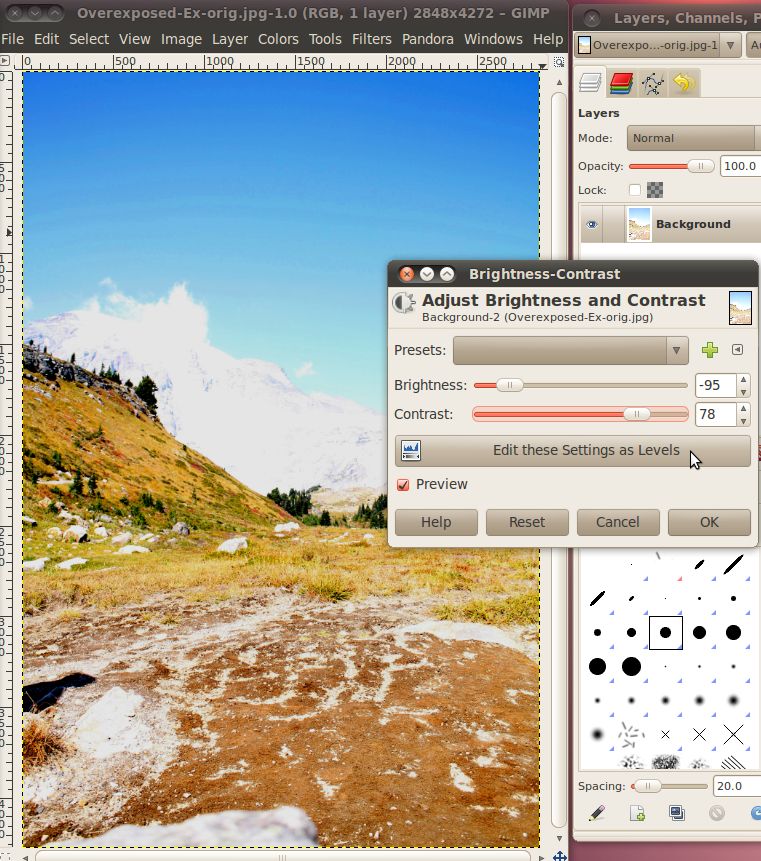 Overexposed-Ex-orig.jpg-1.0 (RGB, 1 layer) 2848x4272 – GIMP
File Edit Select View Image Layer Colors Tools Filters Pandora Windows Help
0 500 1000 1500 2000 2500
Layers, Channels, P
Overexpo...-orig.jpg-1
Layers
Mode: Normal
Opacity: 100.0
Lock:
Background
Brightness-Contrast
Adjust Brightness and Contrast
Background-2 (Overexposed-Ex-orig.jpg)
Presets:
Brightness: -95
Contrast: 78
Edit these Settings as Levels
Preview
Help Reset Cancel OK
Spacing: 20.0